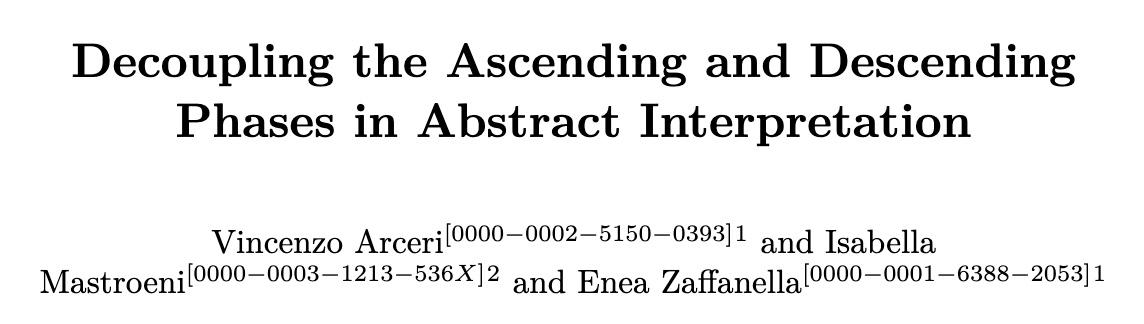 Decoupling the Ascending and Descending
Phases in Abstract Interpretation
Vincenzo Arceri[0000−0002−5150−0393]1 and Isabella
Mastroeni[0000−0003−1213−536X]2 and Enea Zaffanella[0000−0001−6388−2053]1